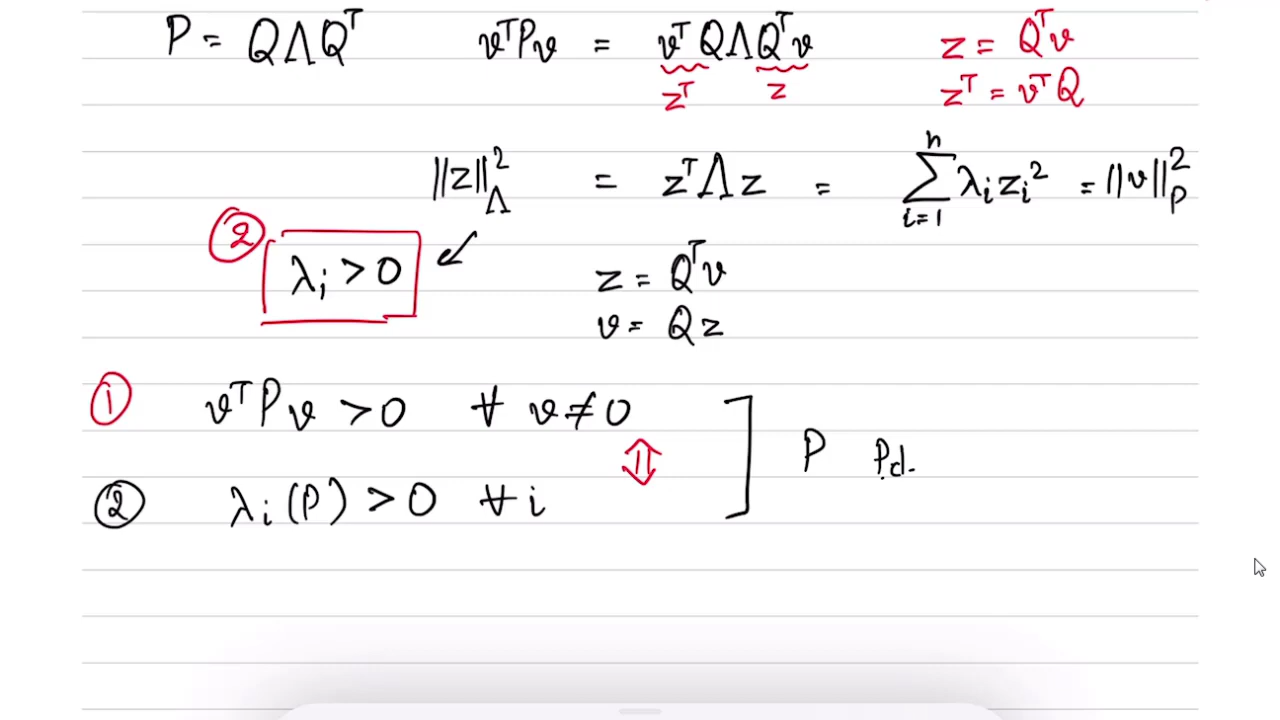 P = QΛQᵀ vᵀPv = vᵀQΛQᵀv z = Qᵀv
zᵀ z zᵀ = vᵀQ
||z||²_Λ = zᵀΛz = ∑ᵢ₌₁ⁿ λᵢzᵢ² = ||v||²_P
② λᵢ > 0 ↙ z = Qᵀv
v = Qz
① vᵀPv > 0 ∀ v ≠ 0
⇕ ] P P.d.
② λᵢ(P) > 0 ∀ i